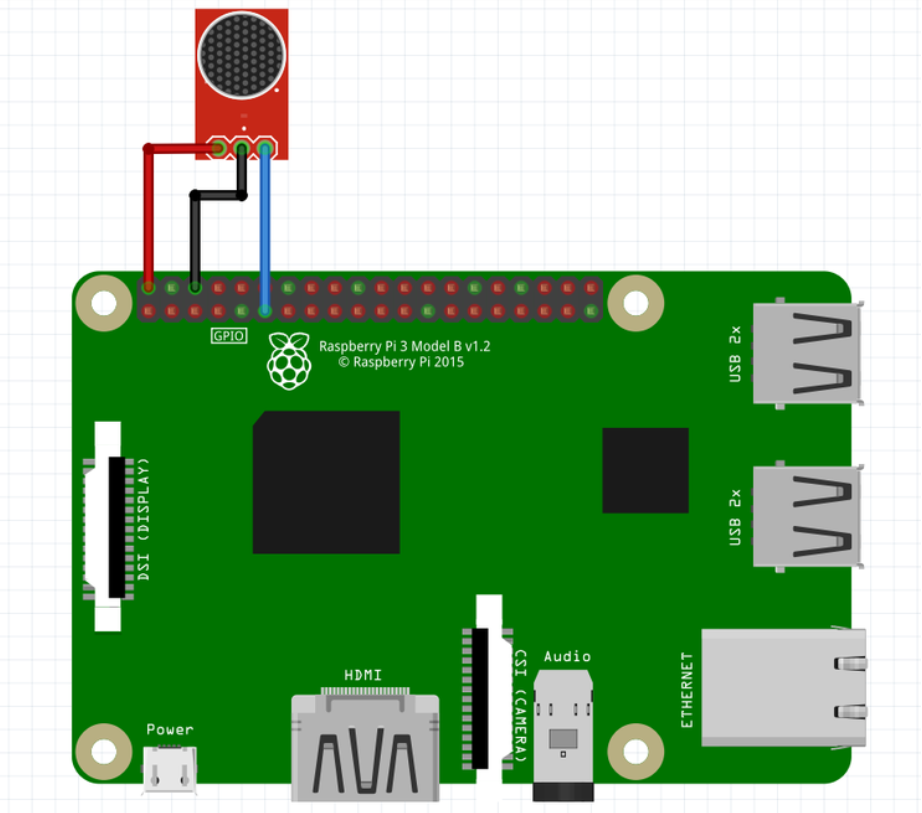 GPIO
Raspberry Pi 3 Model B v1.2
© Raspberry Pi 2015
USB 2x
DSI (DISPLAY)
USB 2x
HDMI
CSI (CAMERA)
Audio
ETHERNET
Power